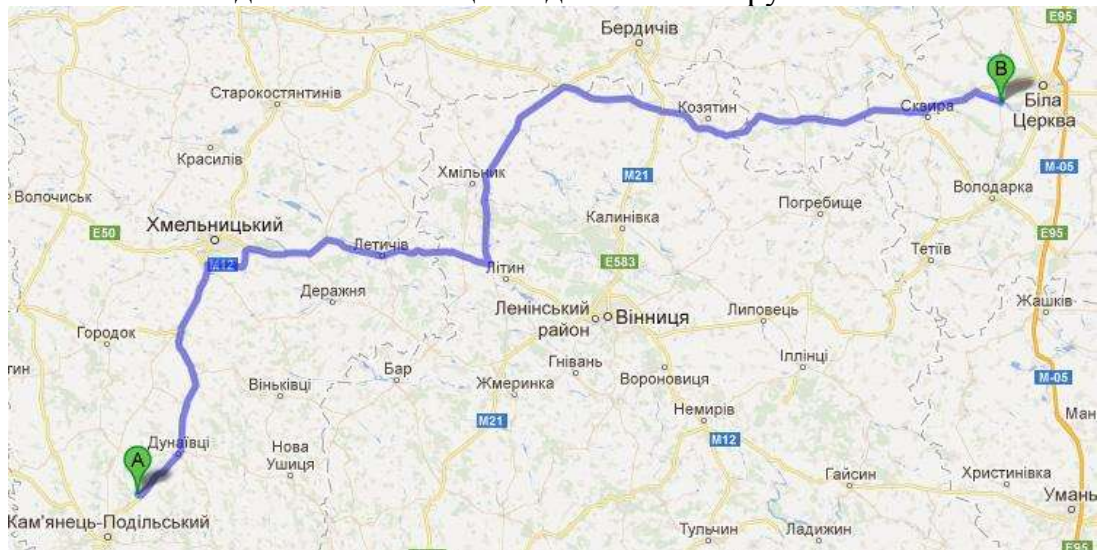 Бердичів
E95
B
Старокостянтинів
Козятин
Сквира
Біла
Церква
Красилів
Хмільник
M21
M-05
Волочиськ
Володарка
Погребище
Хмельницький
Калинівка
E50
E95
Летичів
Тетіїв
M12
Літин
E583
Деражня
Жашків
Ленінський
район
Вінниця
Липовець
Городок
Гнівань
Іллінці
тин
Бар
Віньківці
Жмеринка
Вороновиця
M-05
Немирів
Ман
M21
M12
Дунаївці
Нова
Ушиця
A
Гайсин
Христинівка
Умань
Кам'янець-Подільський
Тульчин
Ладижин
E95